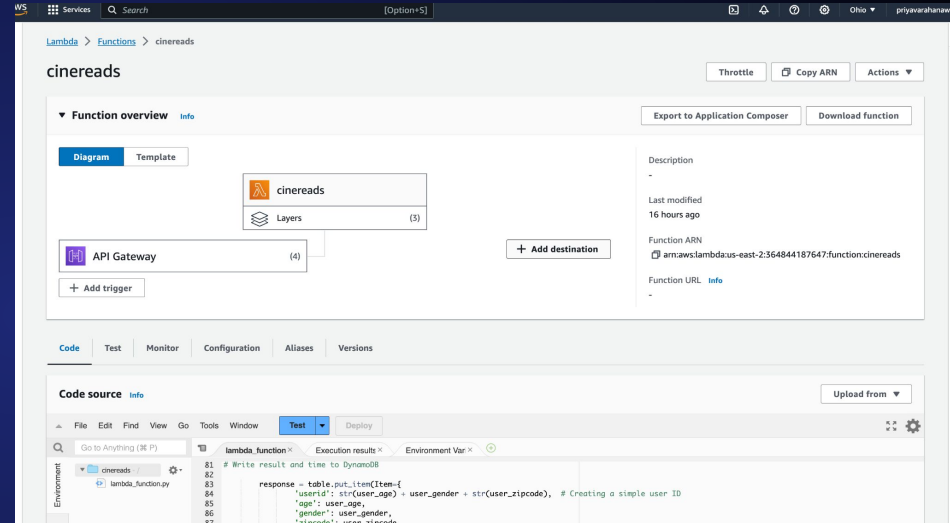 Services Search [Option+S] Ohio priyavarahanaw
Lambda > Functions > cinereads
cinereads
Throttle Copy ARN Actions
Function overview Info
Export to Application Composer Download function
Diagram Template
cinereads
Layers (3)
API Gateway (4)
+ Add trigger
+ Add destination
Description
-
Last modified
16 hours ago
Function ARN
arn:aws:lambda:us-east-2:364844187647:function:cinereads
Function URL Info
-
Code Test Monitor Configuration Aliases Versions
Code source Info
Upload from
File Edit Find View Go Tools Window Test Deploy
Go to Anything (⌘ P)
lambda_function × Execution results × Environment Var ×
Environment
cinereads /
lambda_function.py
81 # Write result and time to DynamoDB
82
83 response = table.put_item(Item={
84 'userid': str(user_age) + user_gender + str(user_zipcode), # Creating a simple user ID
85 'age': user_age,
86 'gender': user_gender,
87 'zipcode': user_zipcode